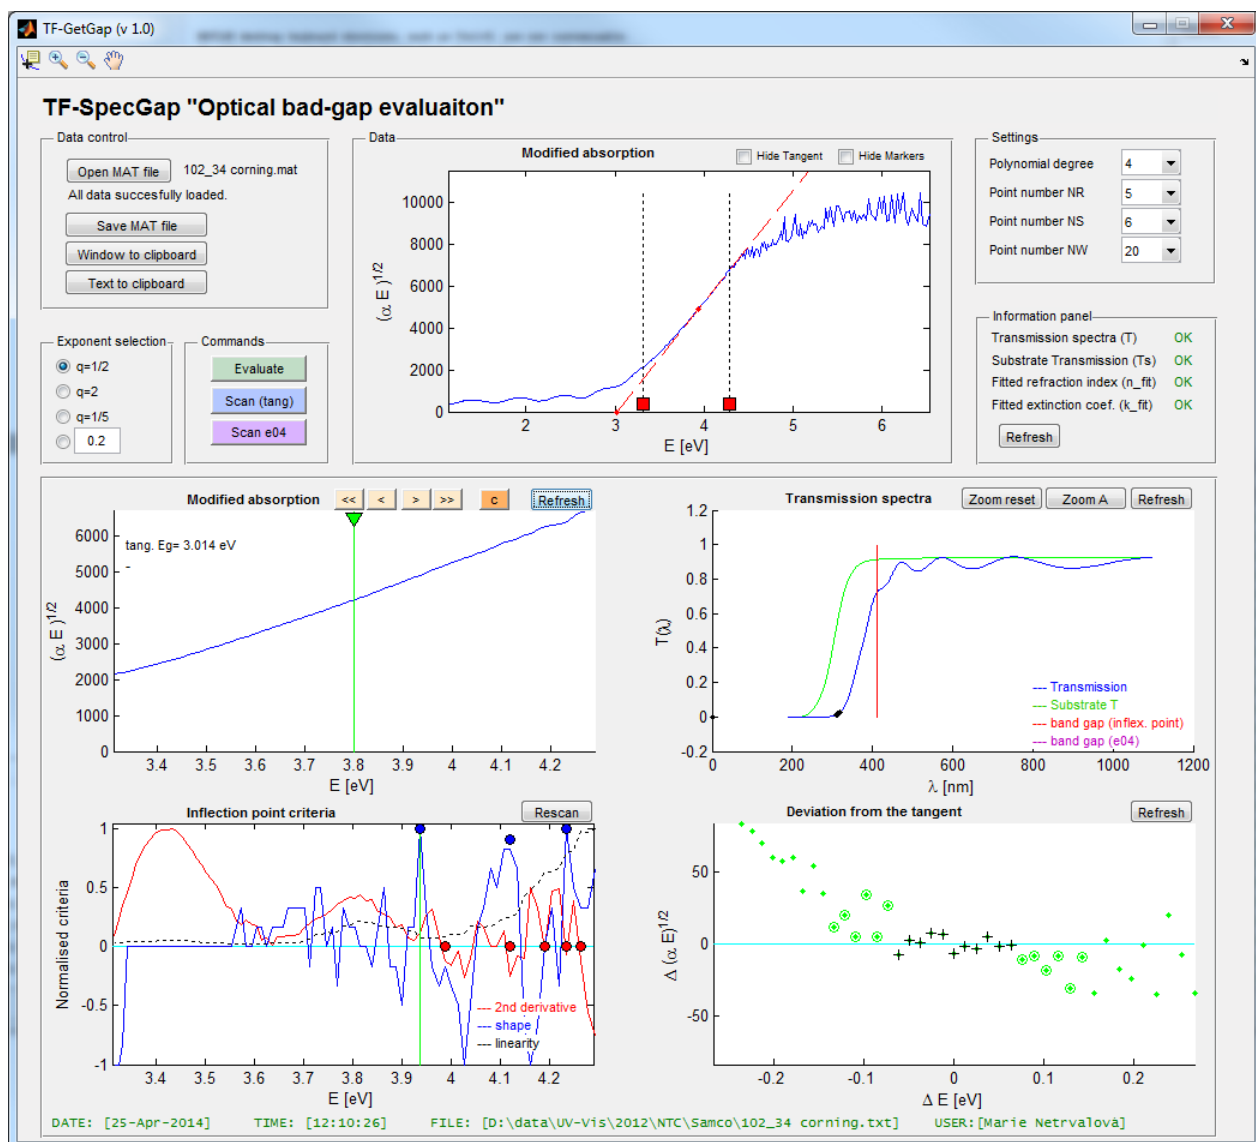 TF-GetGap (v 1.0)
TF-SpecGap "Optical bad-gap evaluaiton"
Data control
Open MAT file 102_34 corning.mat
All data succesfully loaded.
Save MAT file
Window to clipboard
Text to clipboard
Exponent selection
q=1/2
q=2
q=1/5
0.2
Commands
Evaluate
Scan (tang)
Scan e04
Data
Modified absorption Hide Tangent Hide Markers
(α E)^1/2
10000
8000
6000
4000
2000
0
2 3 4 5 6
E [eV]
Settings
Polynomial degree 4
Point number NR 5
Point number NS 6
Point number NW 20
Information panel
Transmission spectra (T) OK
Substrate Transmission (Ts) OK
Fitted refraction index (n_fit) OK
Fitted extinction coef. (k_fit) OK
Refresh
Modified absorption << < > >> c Refresh
tang. Eg= 3.014 eV
-
(α E)^1/2
6000
5000
4000
3000
2000
1000
0
3.4 3.5 3.6 3.7 3.8 3.9 4 4.1 4.2
E [eV]
Transmission spectra Zoom reset Zoom A Refresh
T(λ)
1.2
1
0.8
0.6
0.4
0.2
0
-0.2
--- Transmission
--- Substrate T
--- band gap (inflex. point)
--- band gap (e04)
0 200 400 600 800 1000 1200
λ [nm]
Inflection point criteria Rescan
Normalised criteria
1
0.5
0
-0.5
-1
--- 2nd derivative
--- shape
--- linearity
3.4 3.5 3.6 3.7 3.8 3.9 4 4.1 4.2
E [eV]
Deviation from the tangent Refresh
Δ (α E)^1/2
50
0
-50
-0.2 -0.1 0 0.1 0.2
Δ E [eV]
DATE: [25-Apr-2014] TIME: [12:10:26] FILE: [D:\data\UV-Vis\2012\NTC\Samco\102_34 corning.txt] USER:[Marie Netrvalová]